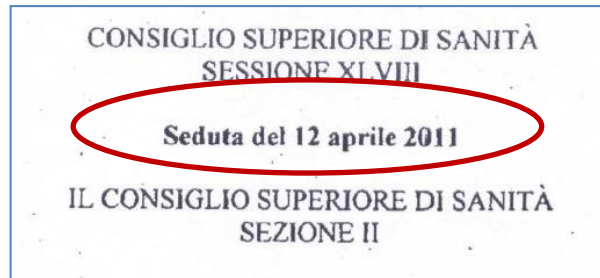 CONSIGLIO SUPERIORE DI SANITÀ
SESSIONE XLVIII
Seduta del 12 aprile 2011
IL CONSIGLIO SUPERIORE DI SANITÀ
SEZIONE II